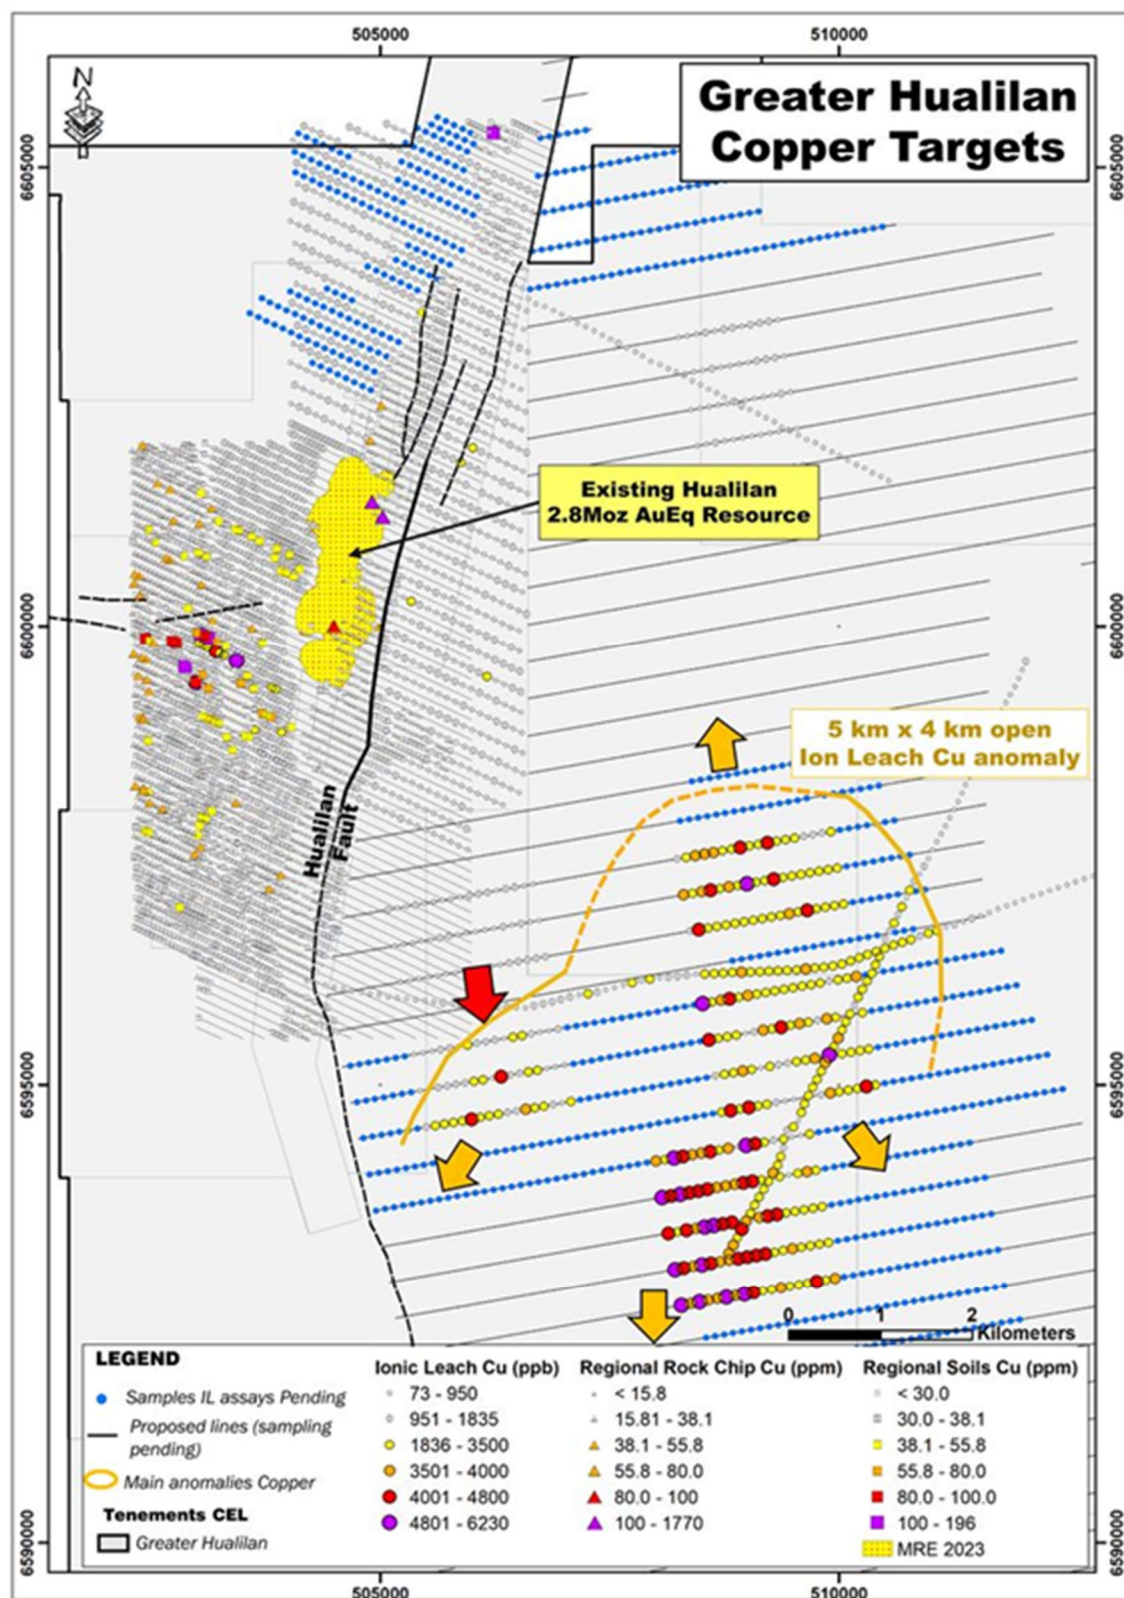 505000
510000
N
Greater Hualilan
Copper Targets
6605000
6605000
Existing Hualilan
2.8Moz AuEq Resource
6600000
6600000
5 km x 4 km open
Ion Leach Cu anomaly
Hualilan
Fault
6595000
6595000
0 1 2
Kilometers
LEGEND
Samples IL assays Pending
Proposed lines (sampling
pending)
Main anomalies Copper
Tenements CEL
Greater Hualilan
Ionic Leach Cu (ppb)
73 - 950
951 - 1835
1836 - 3500
3501 - 4000
4001 - 4800
4801 - 6230
Regional Rock Chip Cu (ppm)
< 15.8
15.81 - 38.1
38.1 - 55.8
55.8 - 80.0
80.0 - 100
100 - 1770
Regional Soils Cu (ppm)
< 30.0
30.0 - 38.1
38.1 - 55.8
55.8 - 80.0
80.0 - 100.0
100 - 196
MRE 2023
6590000
6590000
505000
510000